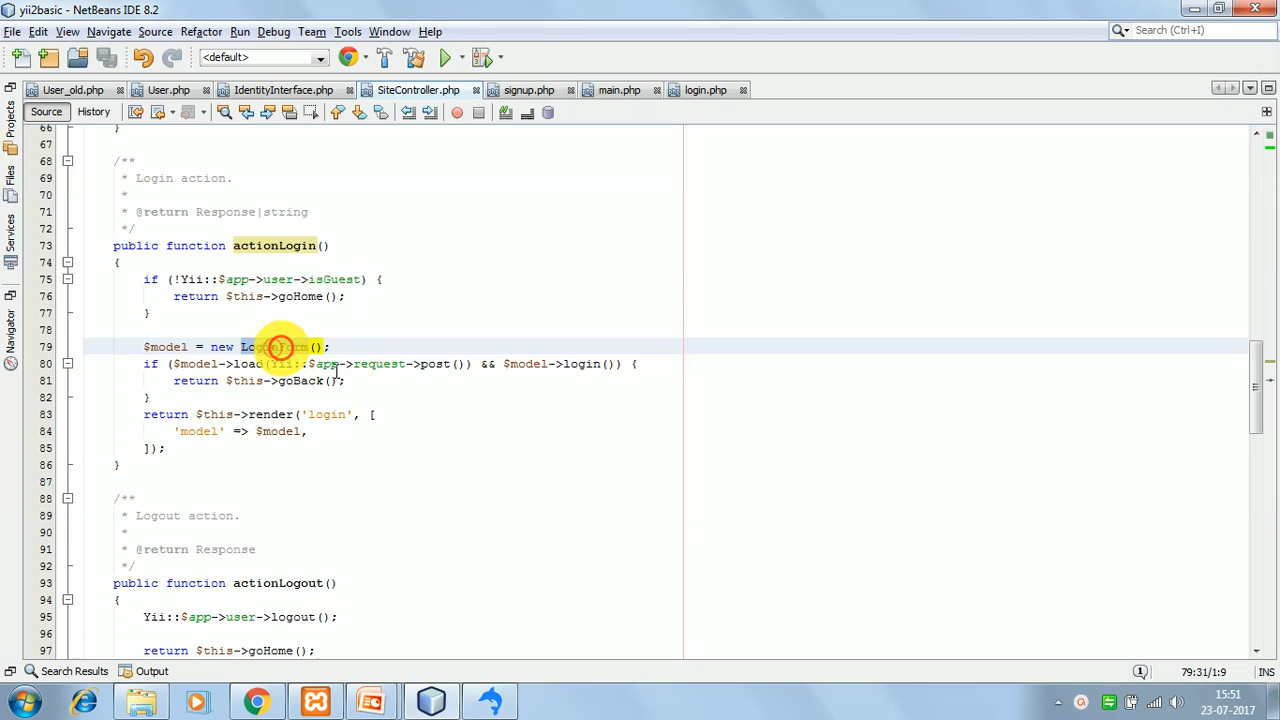 yii2basic - NetBeans IDE 8.2
File Edit View Navigate Source Refactor Run Debug Team Tools Window Help
Search (Ctrl+I)
<default>
User_old.php User.php IdentityInterface.php SiteController.php signup.php main.php login.php
Source History
Projects
Files
Services
Navigator
66 }
67
68 /**
69 * Login action.
70 *
71 * @return Response|string
72 */
73 public function actionLogin()
74 {
75 if (!Yii::$app->user->isGuest) {
76 return $this->goHome();
77 }
78
79 $model = new LoginForm();
80 if ($model->load(Yii::$app->request->post()) && $model->login()) {
81 return $this->goBack();
82 }
83 return $this->render('login', [
84 'model' => $model,
85 ]);
86 }
87
88 /**
89 * Logout action.
90 *
91 * @return Response
92 */
93 public function actionLogout()
94 {
95 Yii::$app->user->logout();
96
97 return $this->goHome();
Search Results Output
79:31/1:9 INS
15:51
23-07-2017